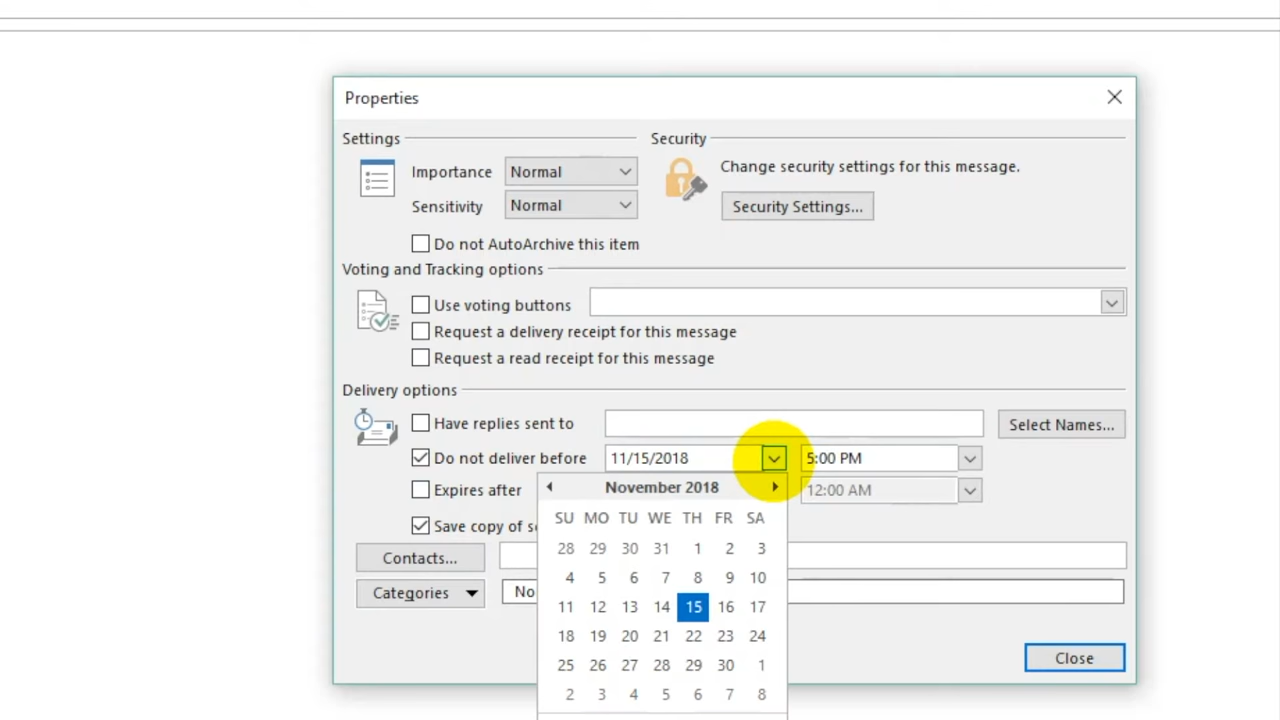 Properties
Settings
Security
Importance
Normal
Change security settings for this message.
Sensitivity
Normal
Security Settings...
Do not AutoArchive this item
Voting and Tracking options
Use voting buttons
Request a delivery receipt for this message
Request a read receipt for this message
Delivery options
Have replies sent to
Select Names...
Do not deliver before
11/15/2018
5:00 PM
Expires after
12:00 AM
November 2018
SU MO TU WE TH FR SA
28 29 30 31 1 2 3
4 5 6 7 8 9 10
11 12 13 14 15 16 17
18 19 20 21 22 23 24
25 26 27 28 29 30 1
2 3 4 5 6 7 8
Save copy of
Contacts...
Categories
No
Close